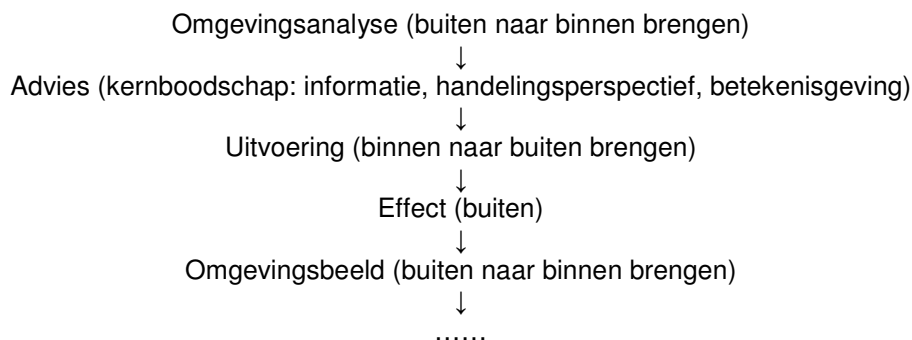 Omgevingsanalyse (buiten naar binnen brengen)
↓
Advies (kernboodschap: informatie, handelingsperspectief, betekenisgeving)
↓
Uitvoering (binnen naar buiten brengen)
↓
Effect (buiten)
↓
Omgevingsbeeld (buiten naar binnen brengen)
↓
......